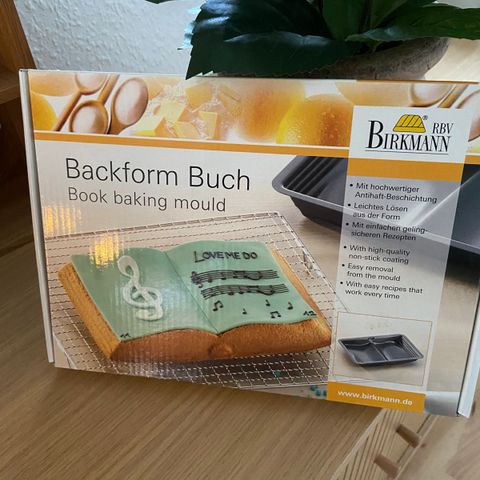 RBV
BIRKMANN®
Backform Buch
Book baking mould
• Mit hochwertiger
Antihaft-Beschichtung
• Leichtes Lösen
aus der Form
• Mit einfachen geling-
sicheren Rezepten
• With high-quality
non-stick coating
• Easy removal
from the mould
• With easy recipes that
work every time
LOVE ME DO
11
12
www.birkmann.de